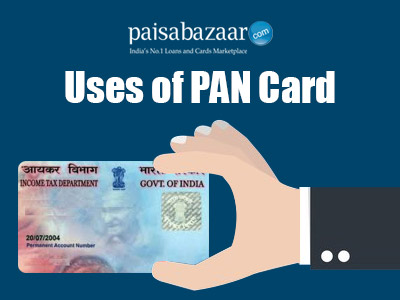 paisabazaar.com
India's No.1 Loans and Cards Marketplace
Uses of PAN Card
आयकर विभाग
INCOME TAX DEPARTMENT
GOVT. OF INDIA
20/07/2004
Permanent Account Number